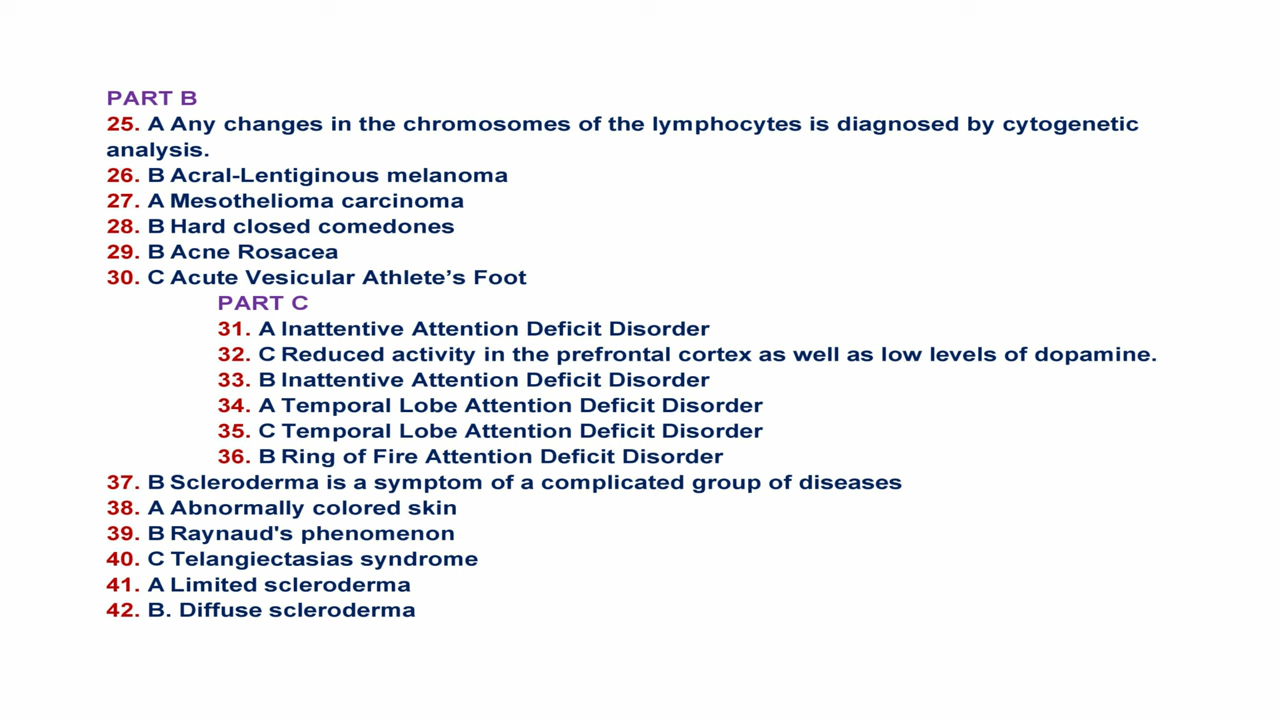 PART B
25. A Any changes in the chromosomes of the lymphocytes is diagnosed by cytogenetic
analysis.
26. B Acral-Lentiginous melanoma
27. A Mesothelioma carcinoma
28. B Hard closed comedones
29. B Acne Rosacea
30. C Acute Vesicular Athlete’s Foot
PART C
31. A Inattentive Attention Deficit Disorder
32. C Reduced activity in the prefrontal cortex as well as low levels of dopamine.
33. B Inattentive Attention Deficit Disorder
34. A Temporal Lobe Attention Deficit Disorder
35. C Temporal Lobe Attention Deficit Disorder
36. B Ring of Fire Attention Deficit Disorder
37. B Scleroderma is a symptom of a complicated group of diseases
38. A Abnormally colored skin
39. B Raynaud's phenomenon
40. C Telangiectasias syndrome
41. A Limited scleroderma
42. B. Diffuse scleroderma